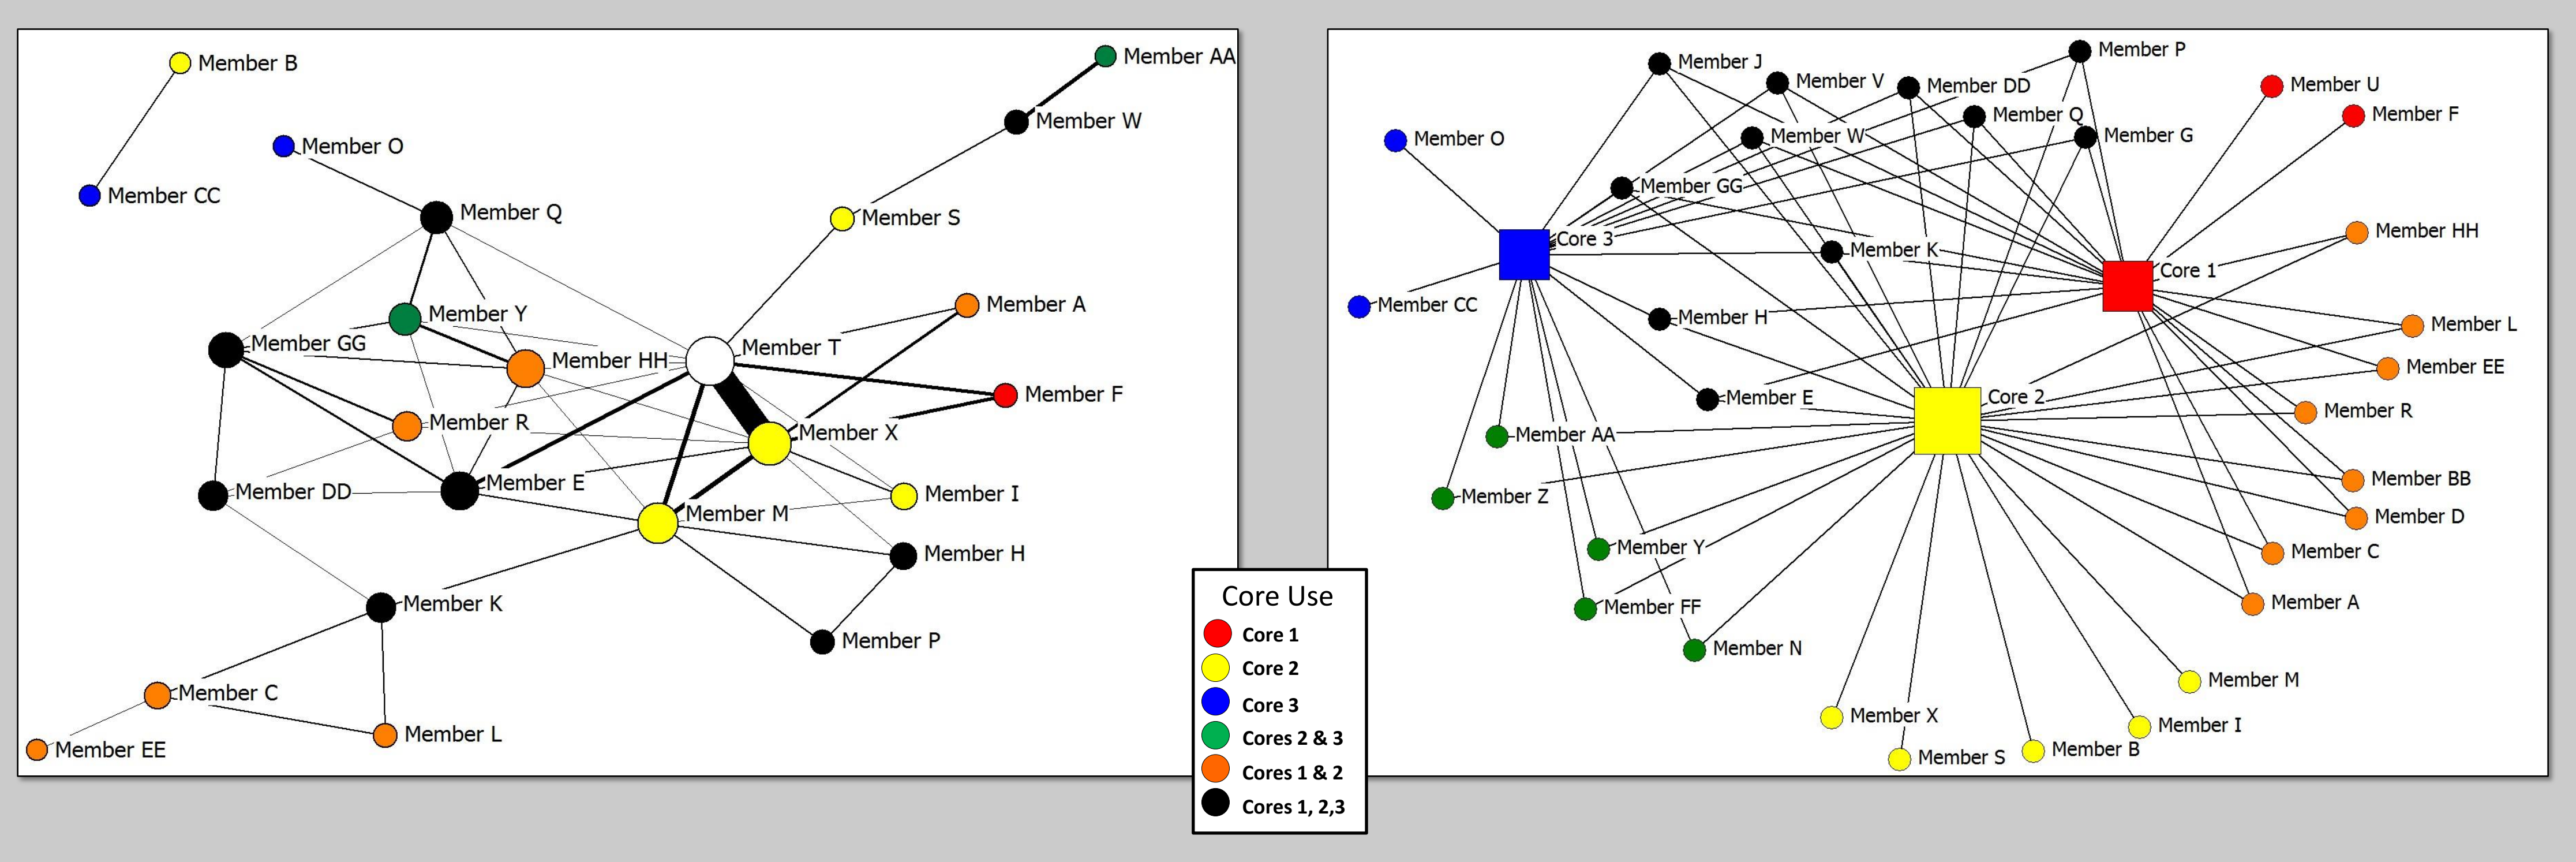 Member B
Member AA
Member W
Member O
Member CC
Member Q
Member S
Member A
Member Y
Member GG
Member T
Member HH
Member F
Member R
Member X
Member E
Member DD
Member I
Member M
Member H
Member K
Member P
Member C
Member L
Member EE
Member P
Member J
Member V
Member DD
Member U
Member Q
Member F
Member W
Member G
Member O
Member GG
Member HH
Core 3
Member K
Core 1
Member CC
Member H
Member L
Member EE
Member E
Core 2
Member R
Member AA
Member BB
Member Z
Member D
Member Y
Member C
Member FF
Member A
Member N
Member M
Member X
Member I
Member B
Member S
Core Use
Core 1
Core 2
Core 3
Cores 2 & 3
Cores 1 & 2
Cores 1, 2,3